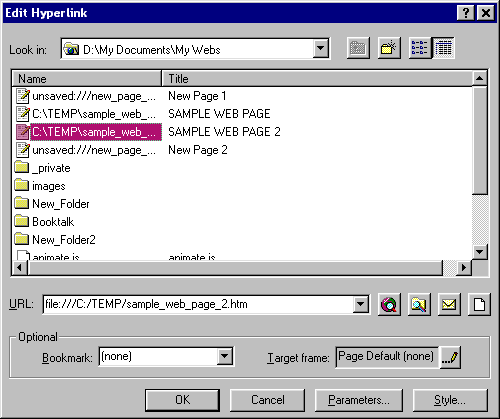 Edit Hyperlink
Look in: D:\My Documents\My Webs
Name Title
unsaved:///new_page_... New Page 1
C:\TEMP\sample_web_... SAMPLE WEB PAGE
C:\TEMP\sample_web_... SAMPLE WEB PAGE 2
unsaved:///new_page_... New Page 2
_private
images
New_Folder
Booktalk
New_Folder2
animate.js animate.js
URL: file:///C:/TEMP/sample_web_page_2.htm
Optional
Bookmark: (none) Target frame: Page Default (none)
OK Cancel Parameters... Style...